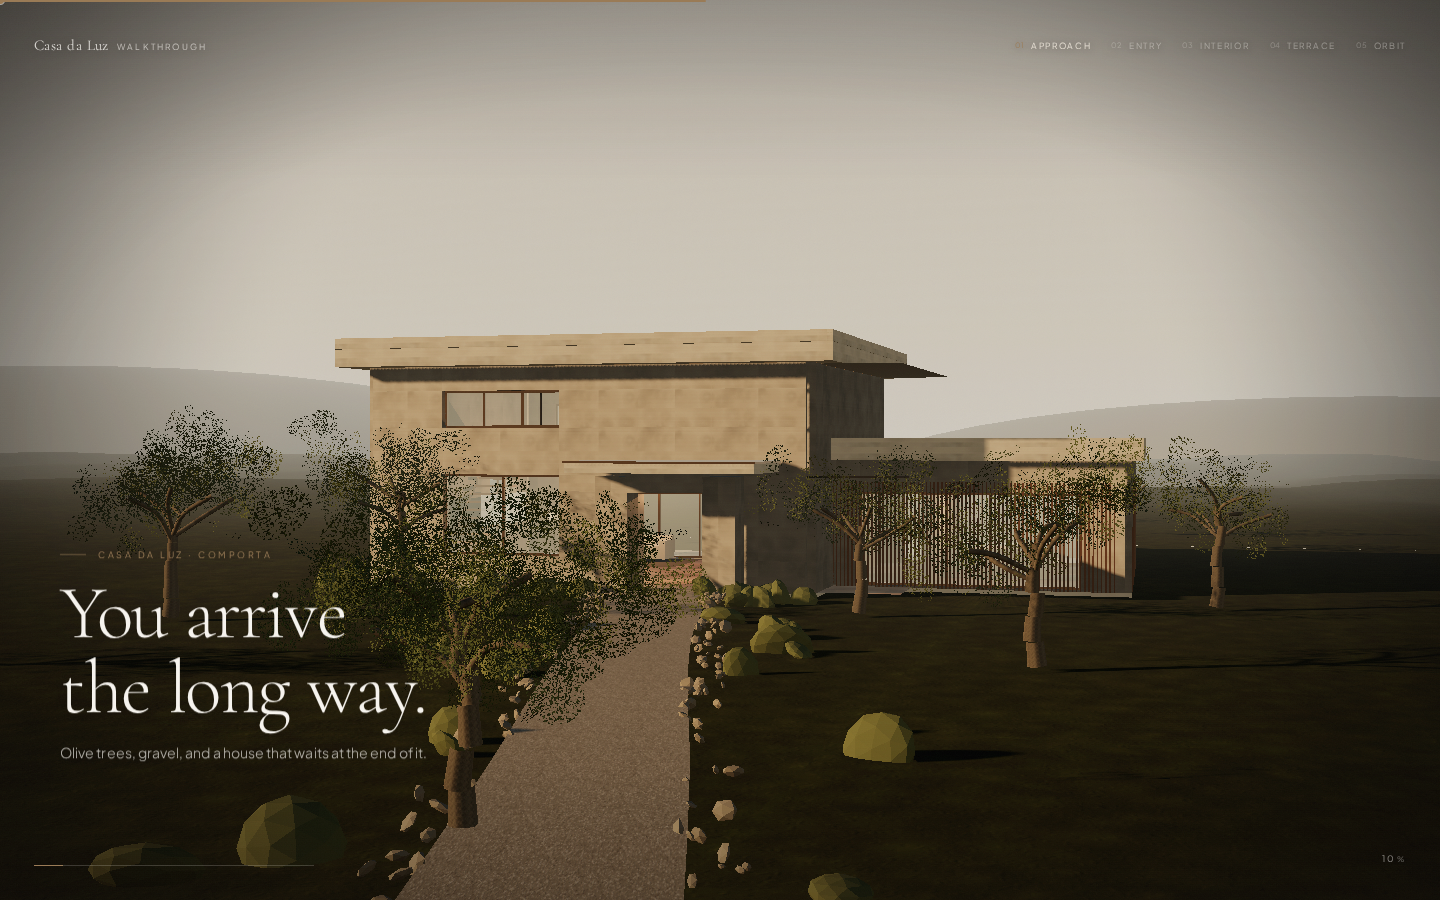 Casa da Luz WALKTHROUGH
01 APPROACH 02 ENTRY 03 INTERIOR 04 TERRACE 05 ORBIT
CASA DA LUZ · COMPORTA
You arrive
the long way.
Olive trees, gravel, and a house that waits at the end of it.
10 %